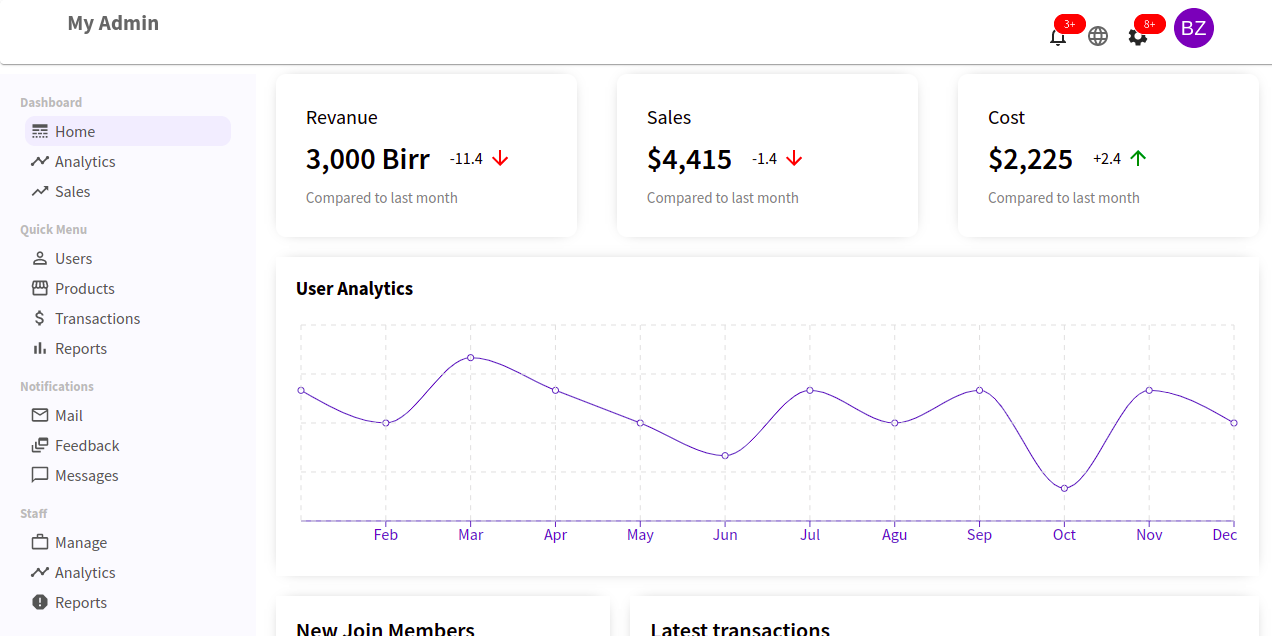 My Admin
3+
8+
BZ
Dashboard
Home
Analytics
Sales
Quick Menu
Users
Products
Transactions
Reports
Notifications
Mail
Feedback
Messages
Staff
Manage
Analytics
Reports
Revanue
3,000 Birr -11.4
Compared to last month
Sales
$4,415 -1.4
Compared to last month
Cost
$2,225 +2.4
Compared to last month
User Analytics
Feb Mar Apr May Jun Jul Agu Sep Oct Nov Dec
New Join Members
Latest transactions